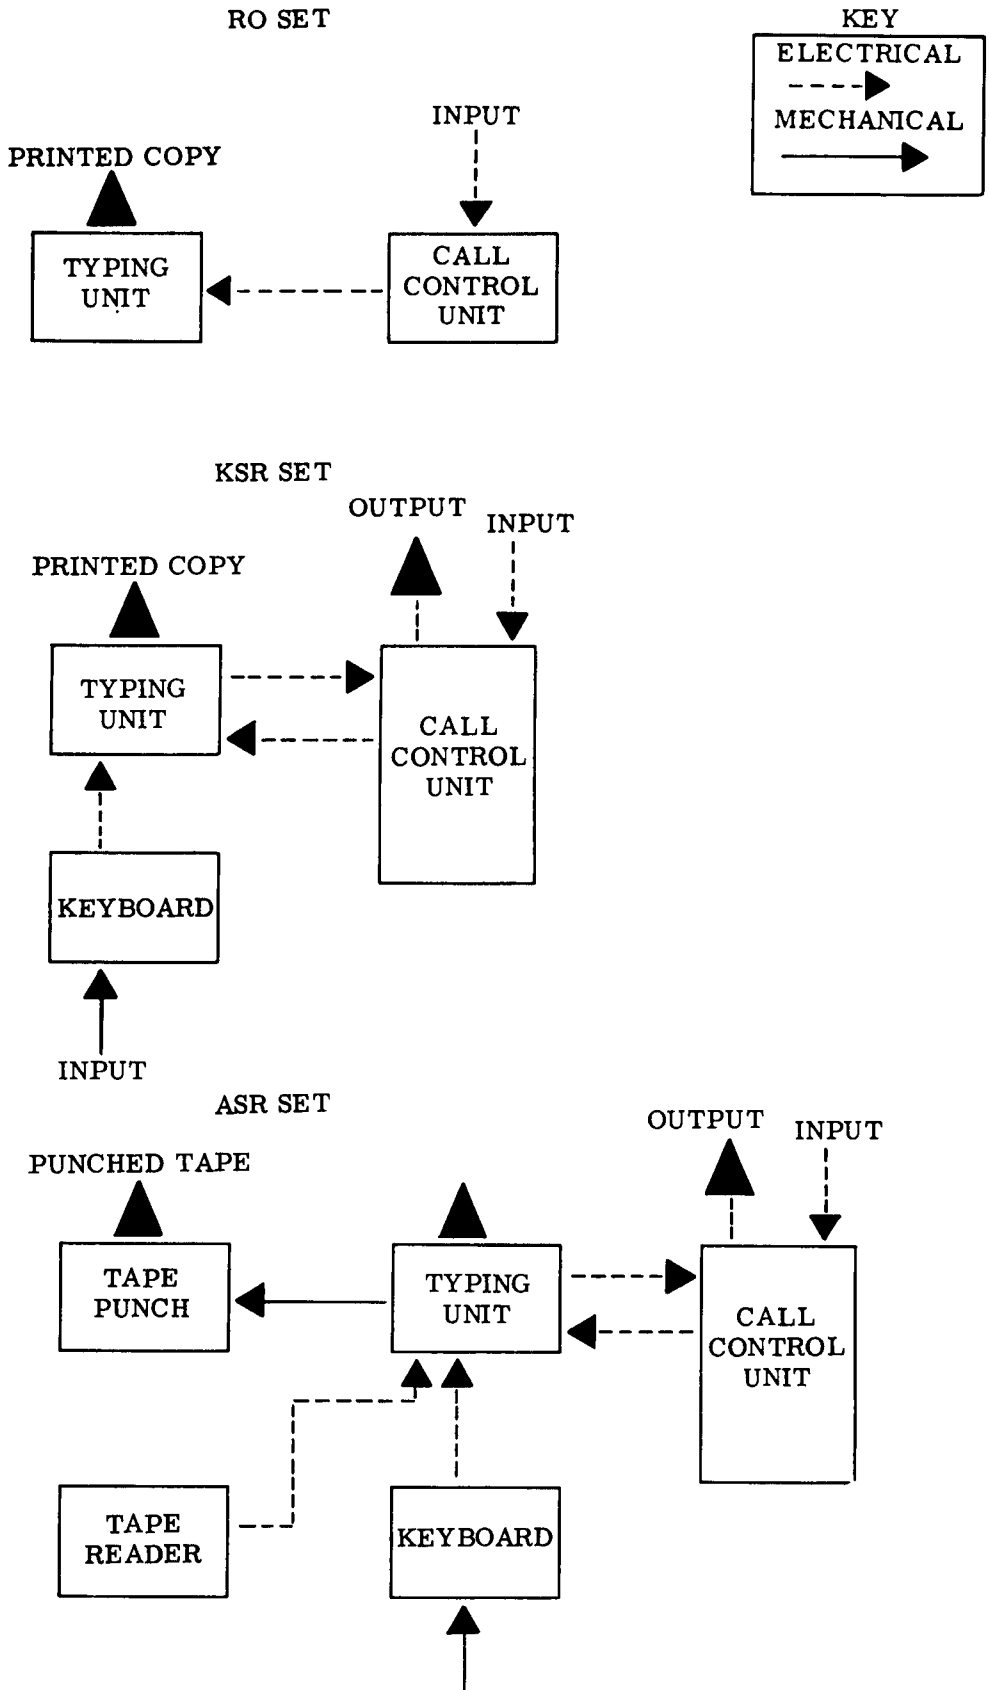 RO SET
KEY
ELECTRICAL
MECHANICAL
INPUT
PRINTED COPY
TYPING
UNIT
CALL
CONTROL
UNIT
KSR SET
OUTPUT
INPUT
PRINTED COPY
TYPING
UNIT
CALL
CONTROL
UNIT
KEYBOARD
INPUT
ASR SET
OUTPUT
INPUT
PUNCHED TAPE
TAPE
PUNCH
TYPING
UNIT
CALL
CONTROL
UNIT
TAPE
READER
KEYBOARD